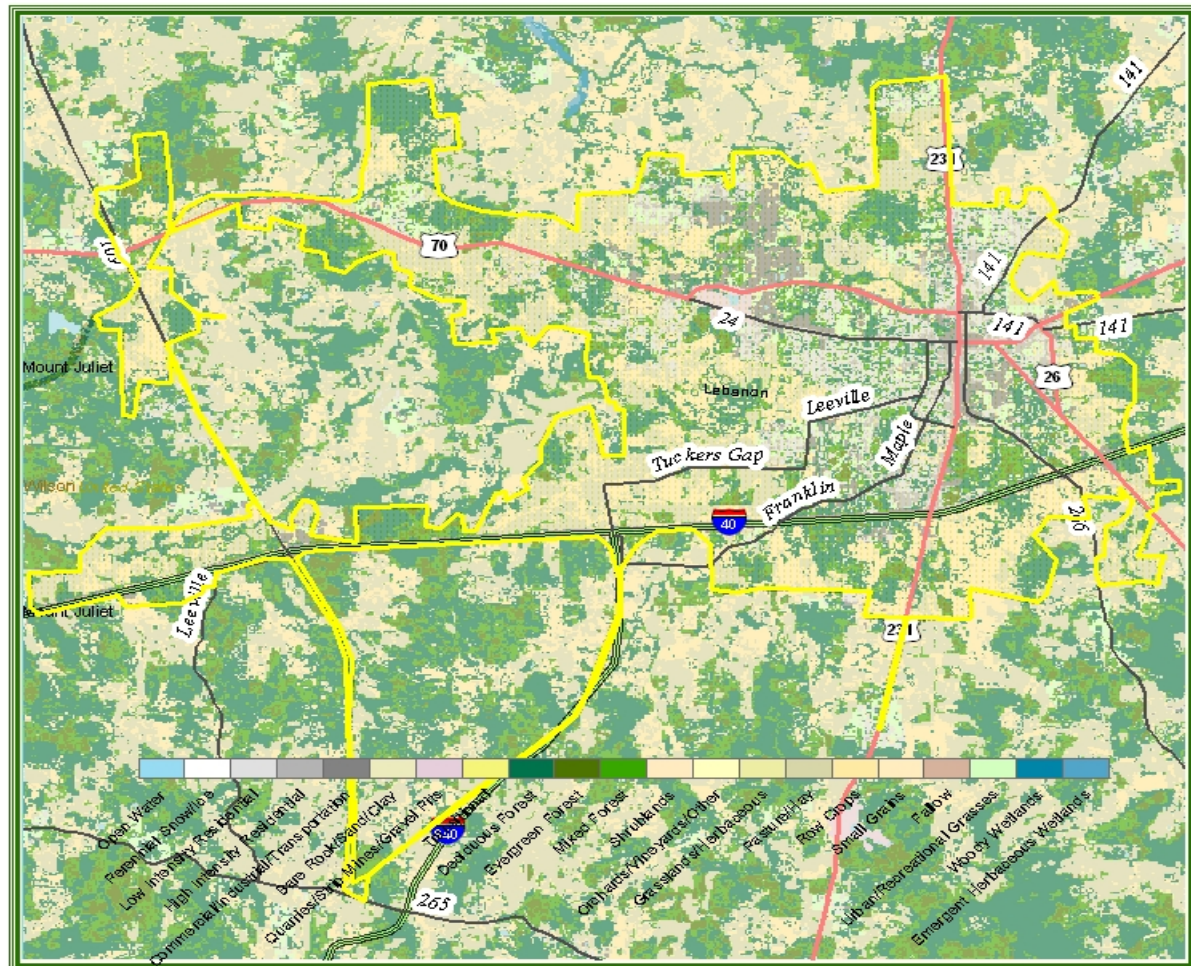 141
231
109
70
141
24
141
141
Mount Juliet
26
Lebanon
Leeville
Maple
Tuckers Gap
Wilson
Franklin
40
266
Leeville
Mount Juliet
231
Open Water
Perennial Snow/Ice
Low Intensity Residential
High Intensity Residential
Commercial/Industrial/Transportation
Bare Rock/Sand/Clay
Quarries/Strip Mines/Gravel Pits
Deciduous Forest
Evergreen Forest
Mixed Forest
Shrublands
Orchards/Vineyards/Other
Grasslands/Herbaceous
Pasture/Hay
Row Crops
Small Grains
Fallow
Urban/Recreational Grasses
Woody Wetlands
Emergent Herbaceous Wetlands
265